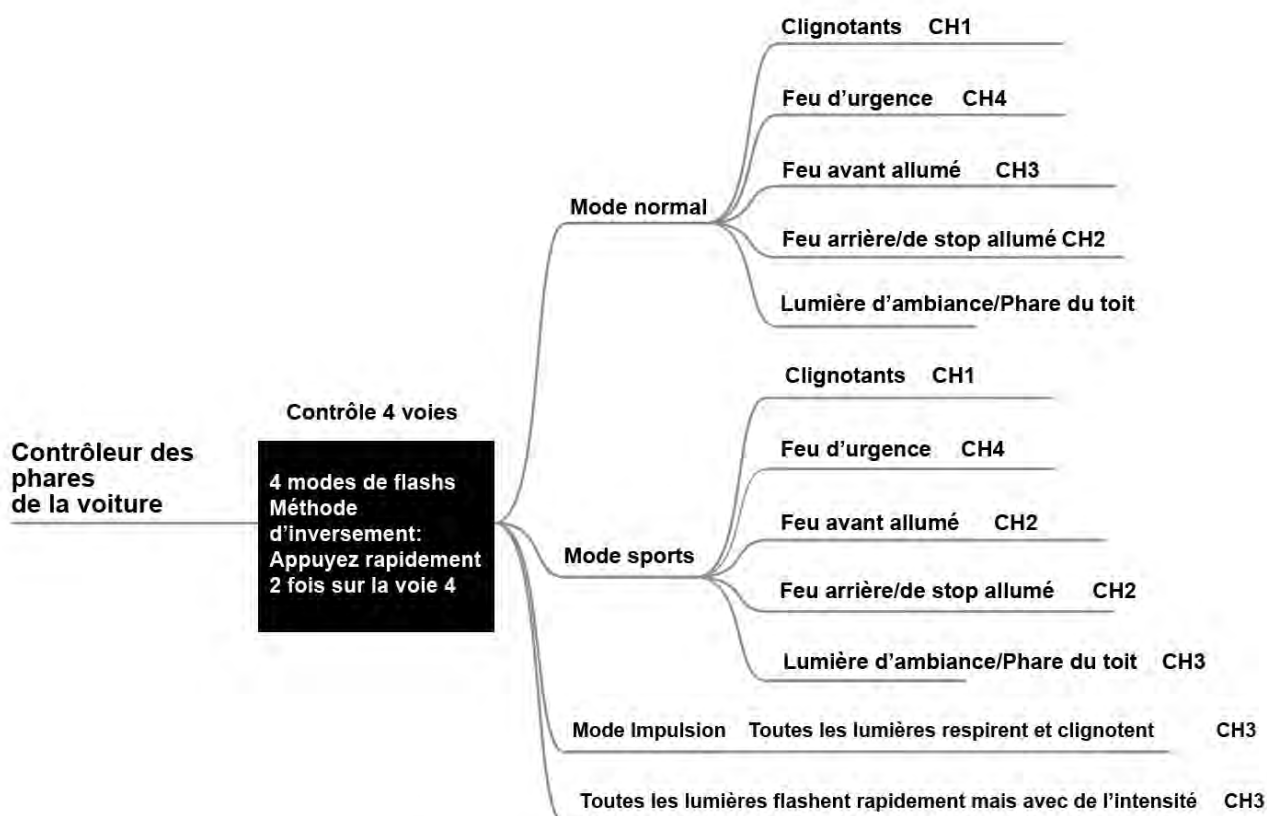 Contrôleur des
phares
de la voiture
Contrôle 4 voies
4 modes de flashs
Méthode
d’inversement:
Appuyez rapidement
2 fois sur la voie 4
Mode normal
Clignotants CH1
Feu d’urgence CH4
Feu avant allumé CH3
Feu arrière/de stop allumé CH2
Lumière d’ambiance/Phare du toit
Mode sports
Clignotants CH1
Feu d’urgence CH4
Feu avant allumé CH2
Feu arrière/de stop allumé CH2
Lumière d’ambiance/Phare du toit CH3
Mode Impulsion Toutes les lumières respirent et clignotent CH3
Toutes les lumières flashent rapidement mais avec de l’intensité CH3